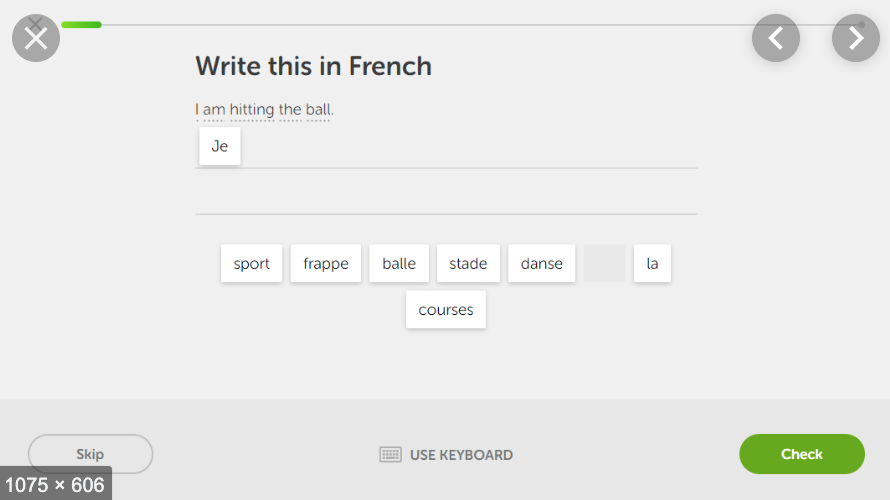 Write this in French
I am hitting the ball.
Je
sport frappe balle stade danse la
courses
Skip USE KEYBOARD Check
1075 × 606